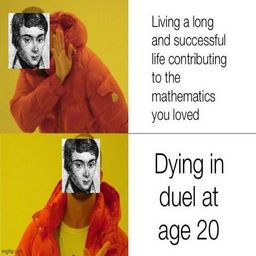 Living a long
and successful
life contributing
to the
mathematics
you loved
Dying in
duel at
age 20
imgflip.com